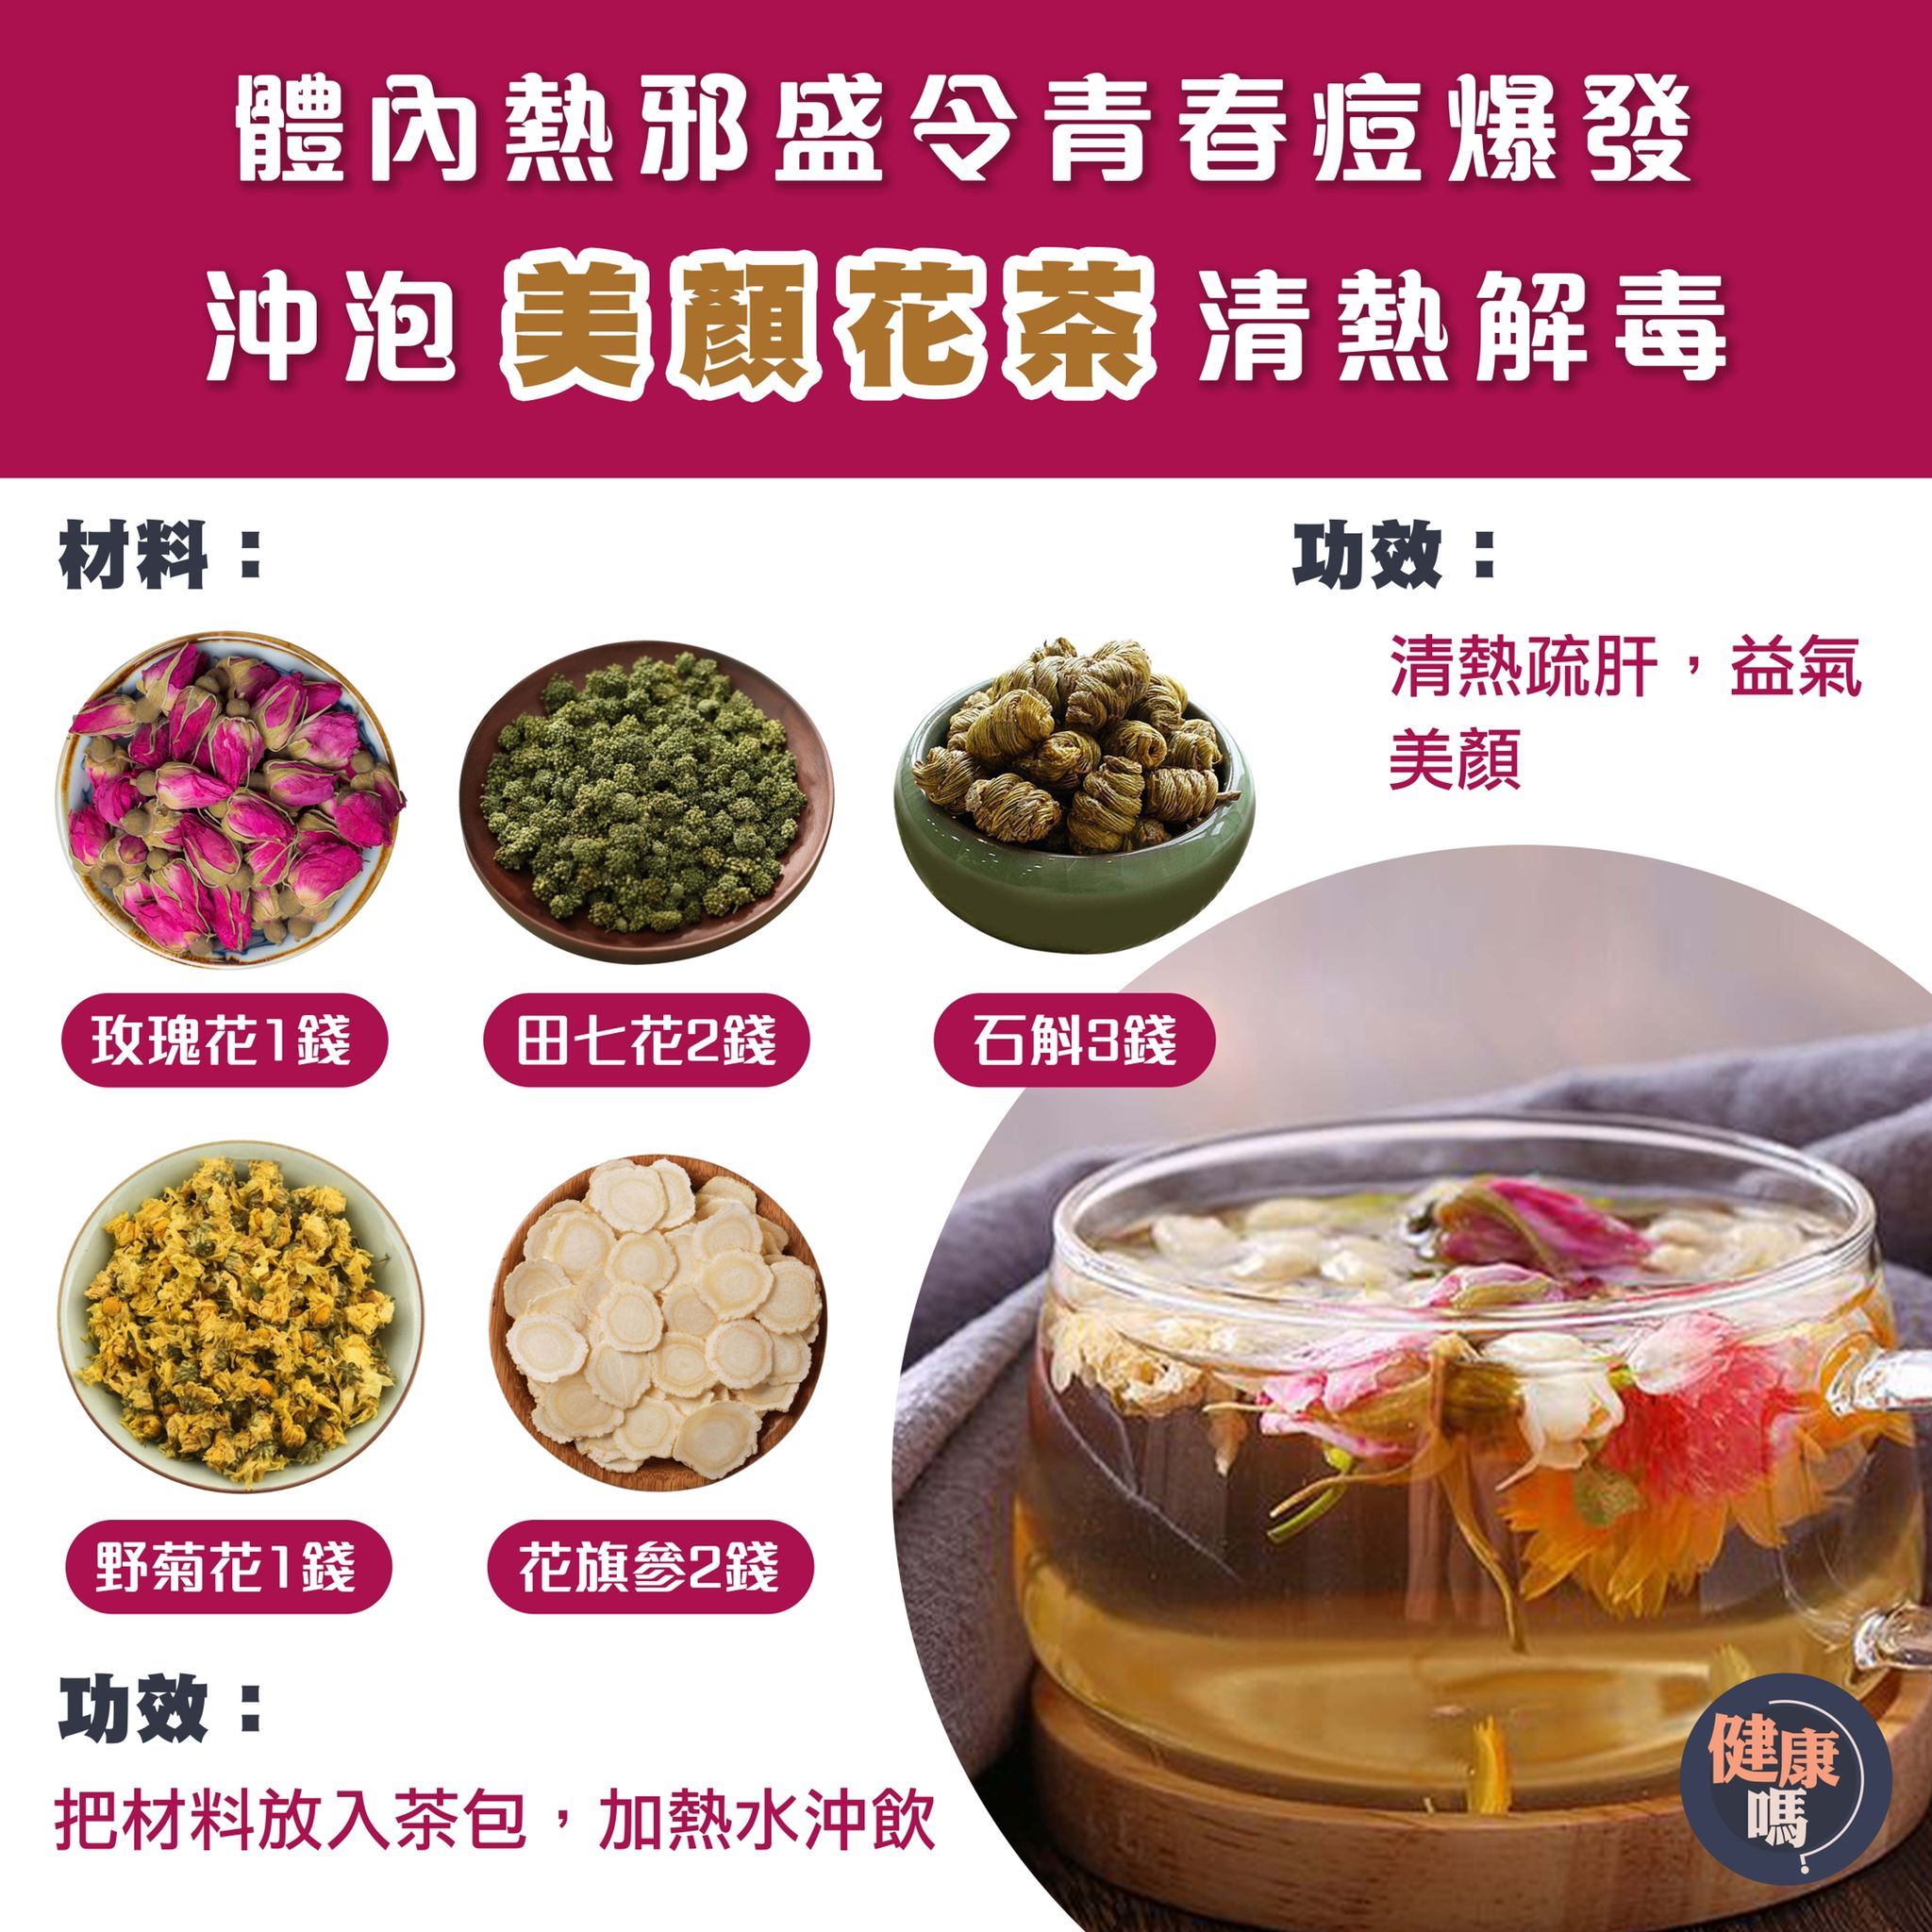 體內熱邪盛令青春痘爆發
沖泡美顏花茶清熱解毒
材料：
玫瑰花1錢
田七花2錢
石斛3錢
野菊花1錢
花旗參2錢
功效：
清熱疏肝，益氣
美顏
功效：
把材料放入茶包，加熱水沖飲
健康
嗎?